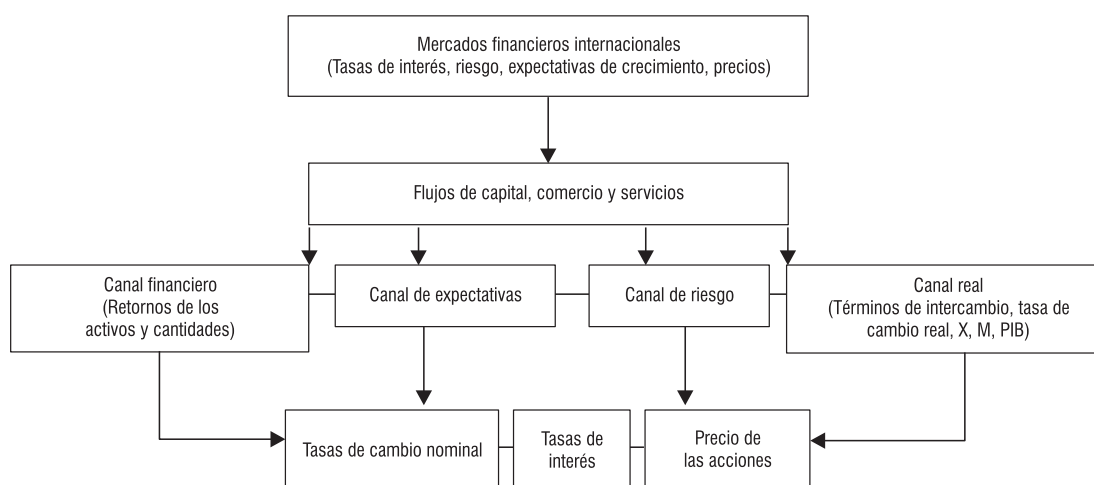 Mercados financieros internacionales
(Tasas de interés, riesgo, expectativas de crecimiento, precios)
Flujos de capital, comercio y servicios
Canal financiero
(Retornos de los
activos y cantidades)
Canal de expectativas
Canal de riesgo
Canal real
(Términos de intercambio, tasa de
cambio real, X, M, PIB)
Tasas de cambio nominal
Tasas de
interés
Precio de
las acciones